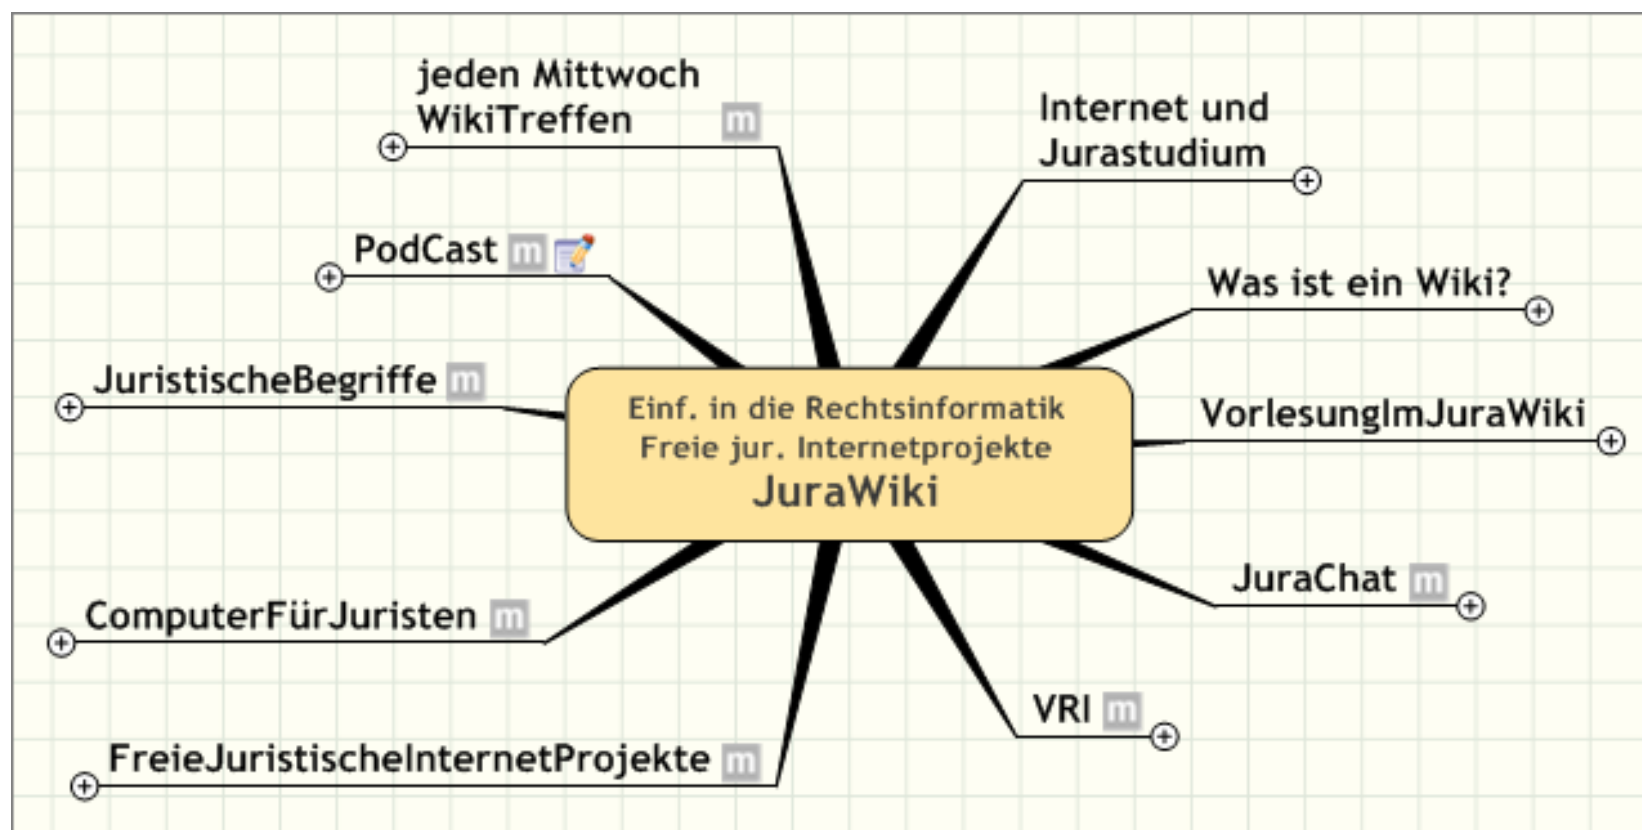 jeden Mittwoch
WikiTreffen m
Internet und
Jurastudium
PodCast m
Was ist ein Wiki?
JuristischeBegriffe m
Einf. in die Rechtsinformatik
Freie jur. Internetprojekte
JuraWiki
VorlesungImJuraWiki
JuraChat m
ComputerFürJuristen m
VRI m
FreieJuristischeInternetProjekte m